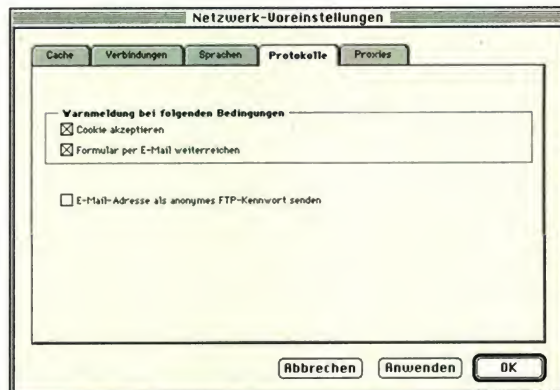 Netzwerk-Voreinstellungen
Cache Verbindungen Sprachen Protokolle Proxies
Warnmeldung bei folgenden Bedingungen
Cookie akzeptieren
Formular per E-Mail weiterreichen
E-Mail-Adresse als anonymes FTP-Kennwort senden
Abbrechen Anwenden OK